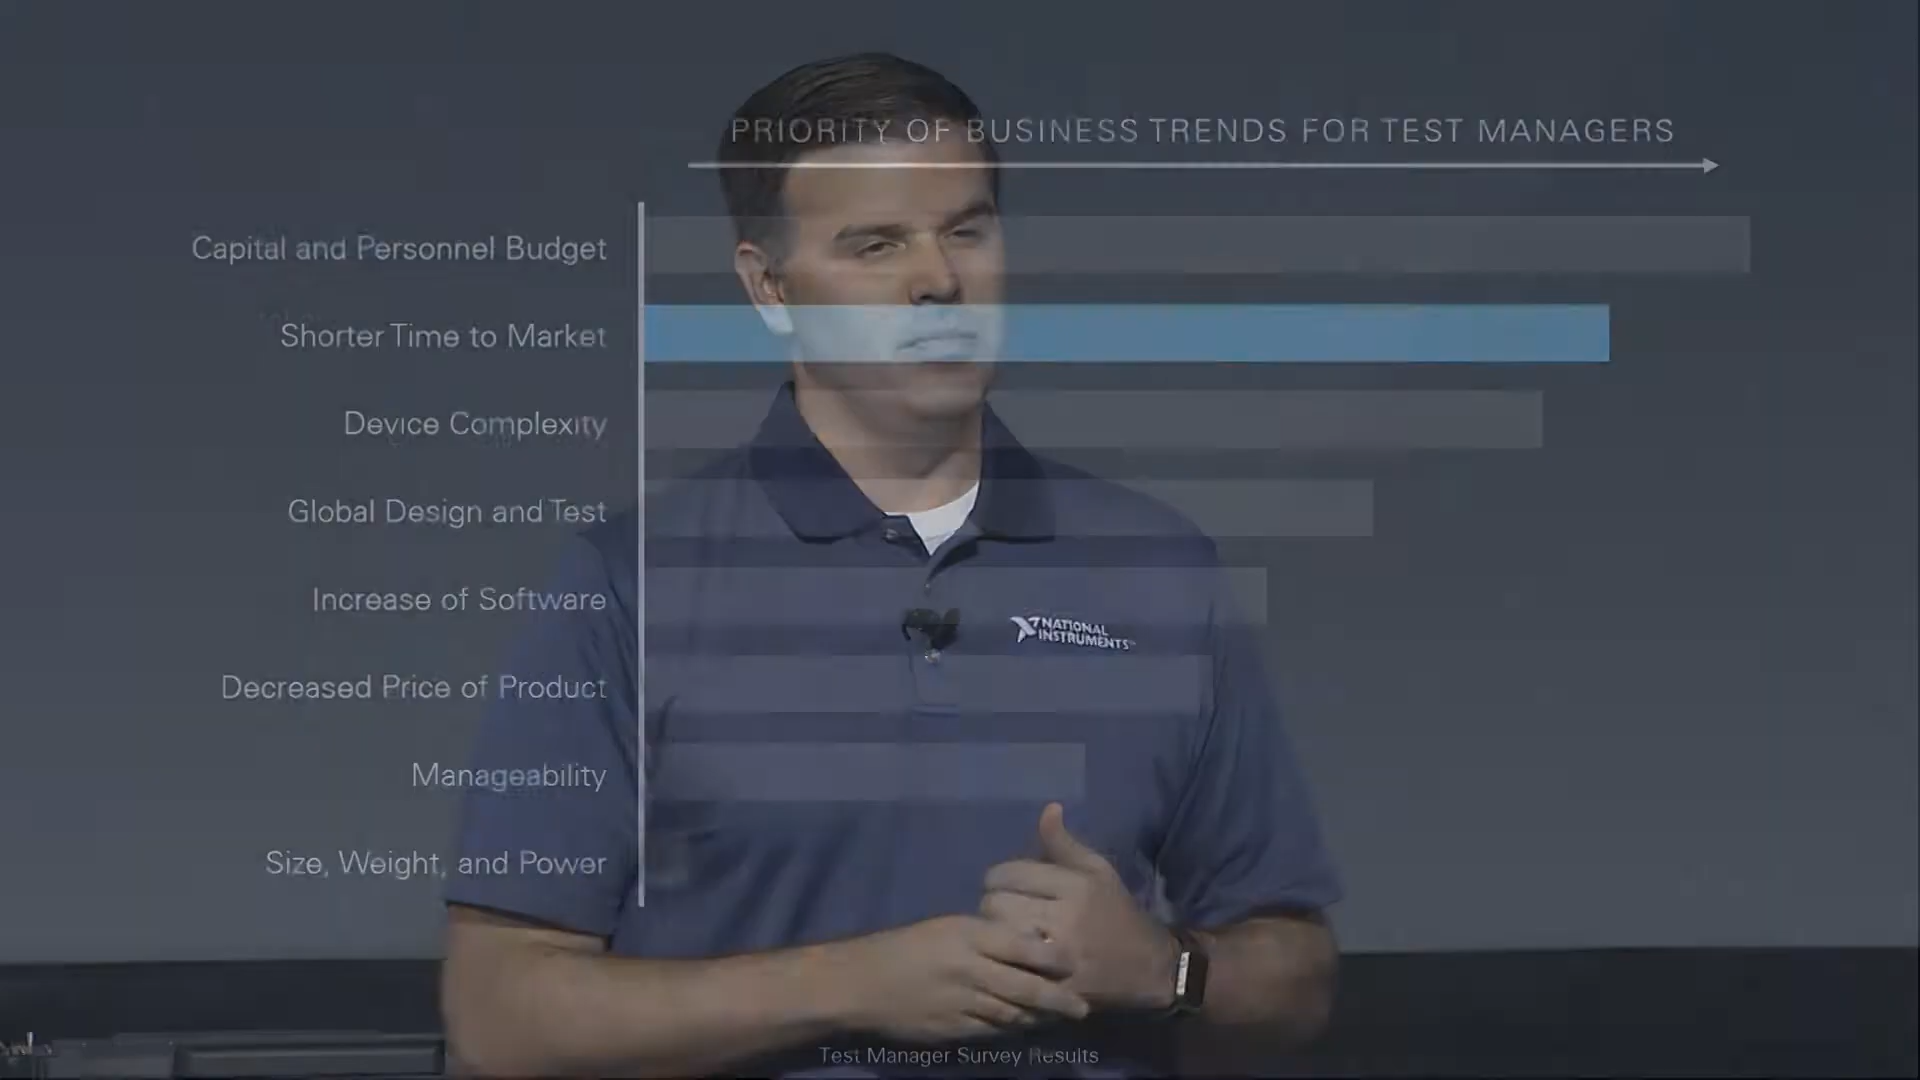 PRIORITY OF BUSINESS TRENDS FOR TEST MANAGERS
Capital and Personnel Budget
Shorter Time to Market
Device Complexity
Global Design and Test
Increase of Software
NATIONAL
INSTRUMENTS
Decreased Price of Product
Manageability
Size, Weight, and Power
Test Manager Survey Results